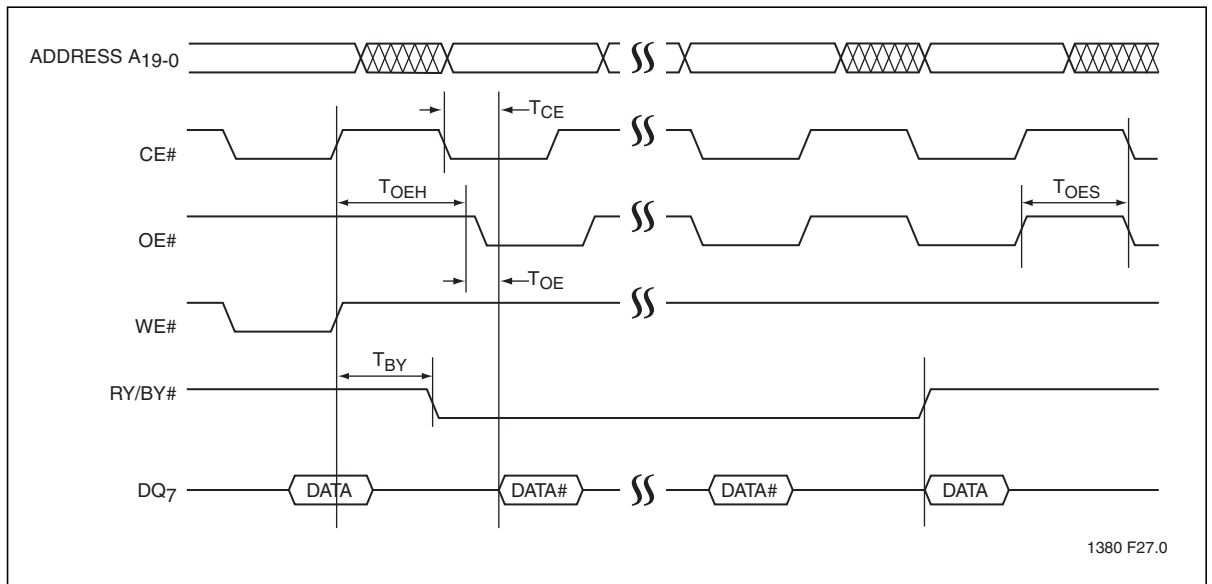 ADDRESS A19-0
TCE
CE#
TOEH
TOES
OE#
TOE
WE#
TBY
RY/BY#
DQ7 DATA DATA# DATA# DATA
1380 F27.0